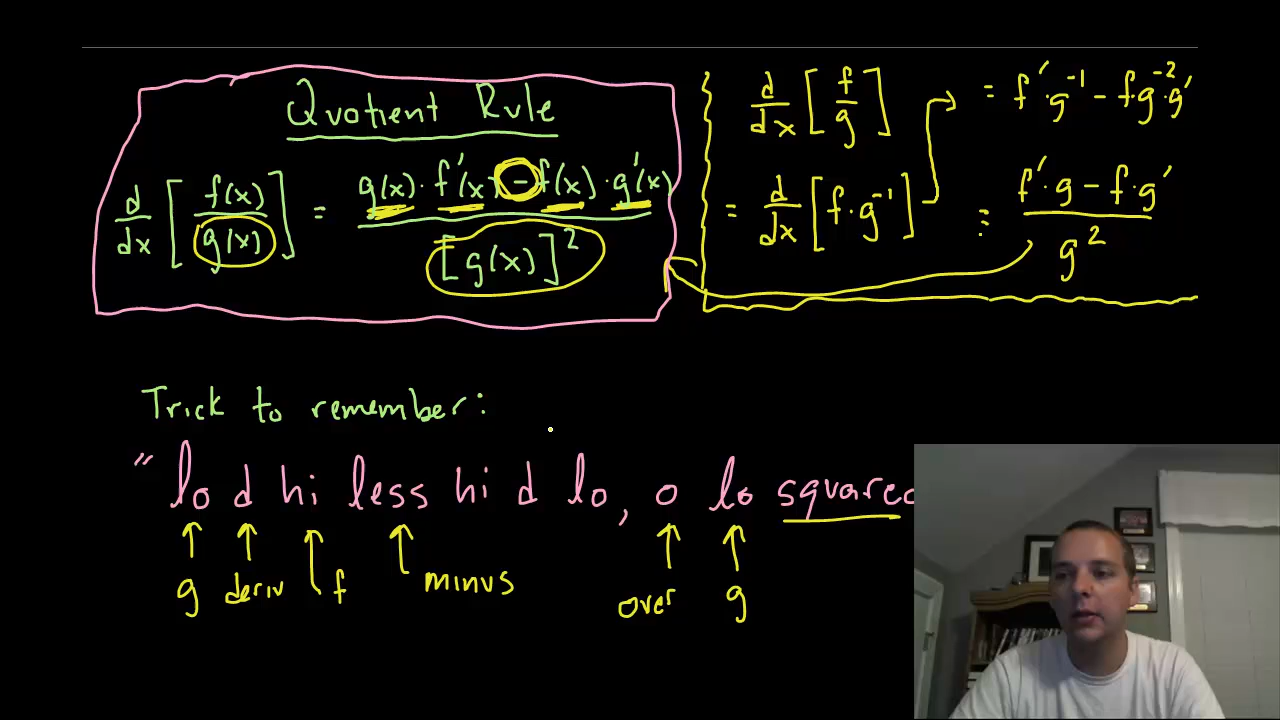 Quotient Rule
d/dx [ f(x) / g(x) ] = g(x) · f'(x) − f(x) · g'(x) / [g(x)]²
d/dx [ f / g ]
= d/dx [ f · g⁻¹ ]
= f' · g⁻¹ − f · g⁻² · g'
= f' · g − f · g' / g²
Trick to remember:
"lo d hi less hi d lo, o lo squared
g deriv f minus over g